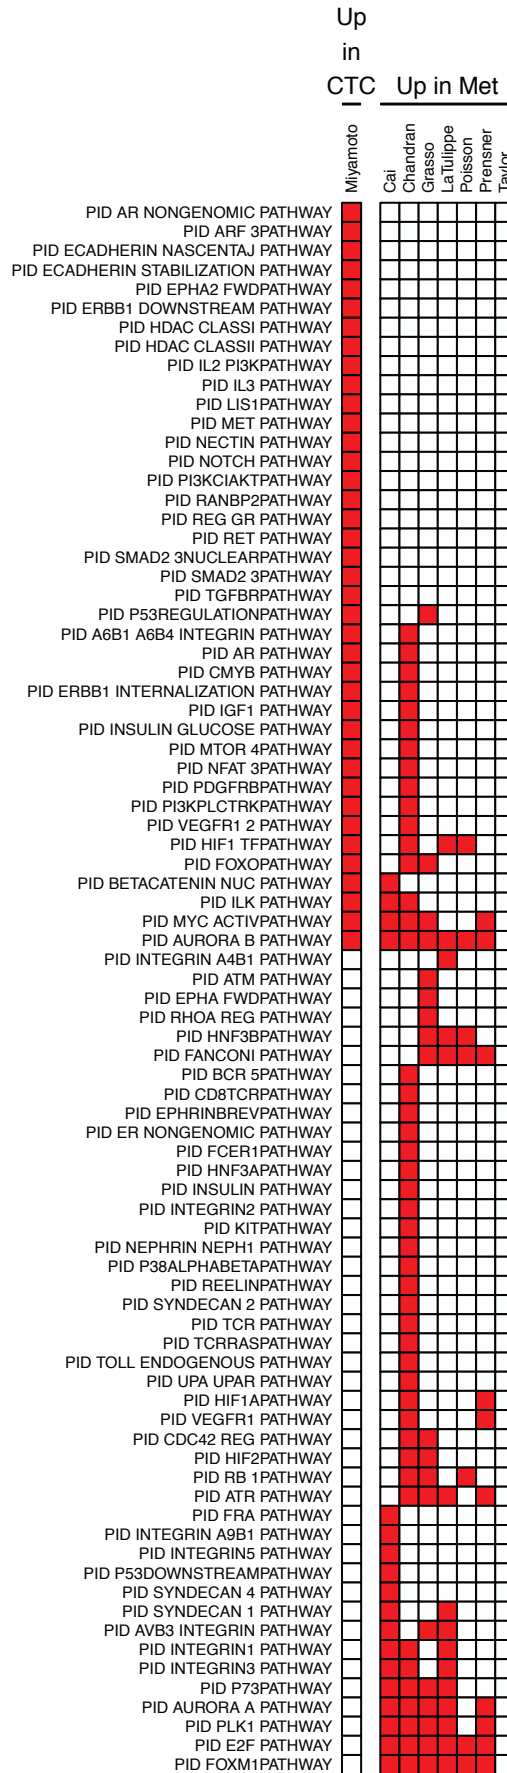 Up
in
CTC Up in Met
Miyamoto Cai Chandran Grasso LaTulippe Poisson Prensner Taylor
PID AR NONGENOMIC PATHWAY
PID ARF 3PATHWAY
PID ECADHERIN NASCENTAJ PATHWAY
PID ECADHERIN STABILIZATION PATHWAY
PID EPHA2 FWDPATHWAY
PID ERBB1 DOWNSTREAM PATHWAY
PID HDAC CLASSI PATHWAY
PID HDAC CLASSII PATHWAY
PID IL2 PI3KPATHWAY
PID IL3 PATHWAY
PID LIS1PATHWAY
PID MET PATHWAY
PID NECTIN PATHWAY
PID NOTCH PATHWAY
PID PI3KCIAKTPATHWAY
PID RANBP2PATHWAY
PID REG GR PATHWAY
PID RET PATHWAY
PID SMAD2 3NUCLEARPATHWAY
PID SMAD2 3PATHWAY
PID TGFBRPATHWAY
PID P53REGULATIONPATHWAY
PID A6B1 A6B4 INTEGRIN PATHWAY
PID AR PATHWAY
PID CMYB PATHWAY
PID ERBB1 INTERNALIZATION PATHWAY
PID IGF1 PATHWAY
PID INSULIN GLUCOSE PATHWAY
PID MTOR 4PATHWAY
PID NFAT 3PATHWAY
PID PDGFRBPATHWAY
PID PI3KPLCTRKPATHWAY
PID VEGFR1 2 PATHWAY
PID HIF1 TFPATHWAY
PID FOXOPATHWAY
PID BETACATENIN NUC PATHWAY
PID ILK PATHWAY
PID MYC ACTIVPATHWAY
PID AURORA B PATHWAY
PID INTEGRIN A4B1 PATHWAY
PID ATM PATHWAY
PID EPHA FWDPATHWAY
PID RHOA REG PATHWAY
PID HNF3BPATHWAY
PID FANCONI PATHWAY
PID BCR 5PATHWAY
PID CD8TCRPATHWAY
PID EPHRINBREVPATHWAY
PID ER NONGENOMIC PATHWAY
PID FCER1PATHWAY
PID HNF3APATHWAY
PID INSULIN PATHWAY
PID INTEGRIN2 PATHWAY
PID KITPATHWAY
PID NEPHRIN NEPH1 PATHWAY
PID P38ALPHABETAPATHWAY
PID REELINPATHWAY
PID SYNDECAN 2 PATHWAY
PID TCR PATHWAY
PID TCRRASPATHWAY
PID TOLL ENDOGENOUS PATHWAY
PID UPA UPAR PATHWAY
PID HIF1APATHWAY
PID VEGFR1 PATHWAY
PID CDC42 REG PATHWAY
PID HIF2PATHWAY
PID RB 1PATHWAY
PID ATR PATHWAY
PID FRA PATHWAY
PID INTEGRIN A9B1 PATHWAY
PID INTEGRIN5 PATHWAY
PID P53DOWNSTREAMPATHWAY
PID SYNDECAN 4 PATHWAY
PID SYNDECAN 1 PATHWAY
PID AVB3 INTEGRIN PATHWAY
PID INTEGRIN1 PATHWAY
PID INTEGRIN3 PATHWAY
PID P73PATHWAY
PID AURORA A PATHWAY
PID PLK1 PATHWAY
PID E2F PATHWAY
PID FOXM1PATHWAY